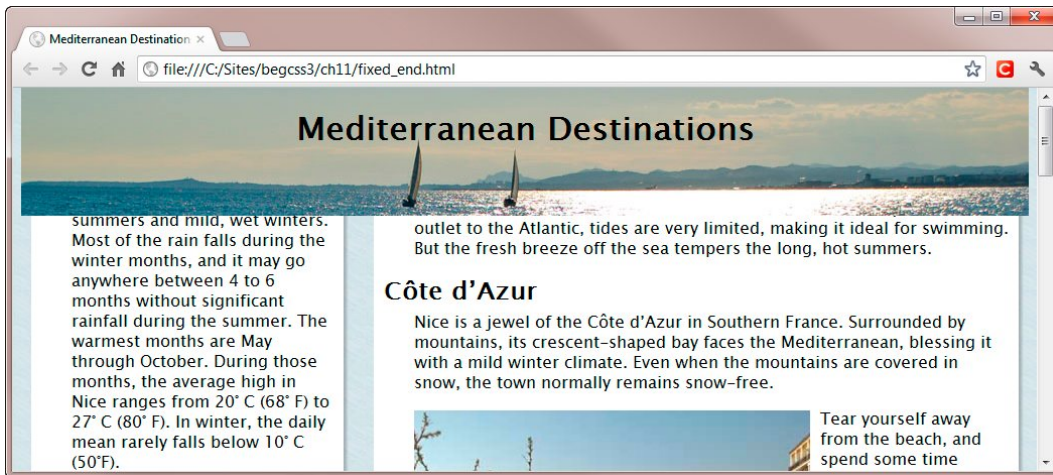 Mediterranean Destination
file:///C:/Sites/begcss3/ch11/fixed_end.html
Mediterranean Destinations
summers and mild, wet winters.
Most of the rain falls during the
winter months, and it may go
anywhere between 4 to 6
months without significant
rainfall during the summer. The
warmest months are May
through October. During those
months, the average high in
Nice ranges from 20° C (68° F) to
27° C (80° F). In winter, the daily
mean rarely falls below 10° C
(50°F).
outlet to the Atlantic, tides are very limited, making it ideal for swimming.
But the fresh breeze off the sea tempers the long, hot summers.
Côte d’Azur
Nice is a jewel of the Côte d’Azur in Southern France. Surrounded by
mountains, its crescent-shaped bay faces the Mediterranean, blessing it
with a mild winter climate. Even when the mountains are covered in
snow, the town normally remains snow-free.
Tear yourself away
from the beach, and
spend some time